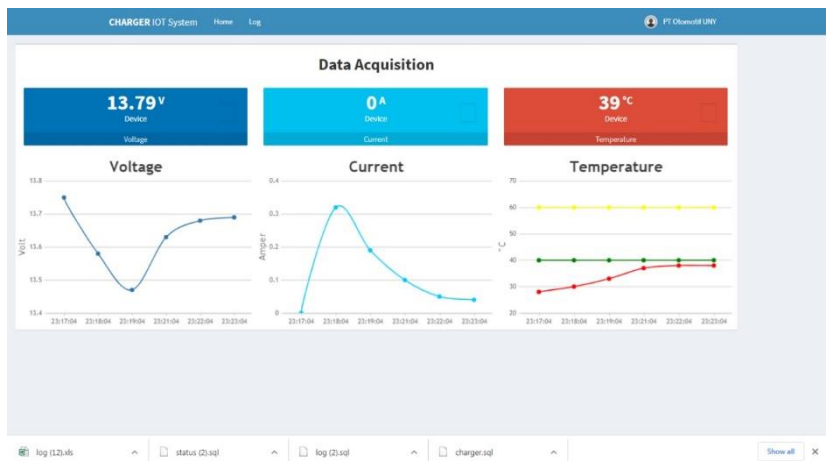 CHARGER IOT System Home Log PT Otomotif UNY
Data Acquisition
13.79 V
Device
Voltage
0 A
Device
Current
39 °C
Device
Temperature
Voltage
13.8
13.7
13.6
13.5
13.4
Volt
23:17:04 23:18:04 23:19:04 23:21:04 23:22:04 23:23:04
Current
0.4
0.3
0.2
0.1
0
Amper
23:17:04 23:18:04 23:19:04 23:21:04 23:22:04 23:23:04
Temperature
70
60
50
40
30
20
°C
23:17:04 23:18:04 23:19:04 23:21:04 23:22:04 23:23:04
log (12).xls
status (2).sql
log (2).sql
charger.sql
Show all